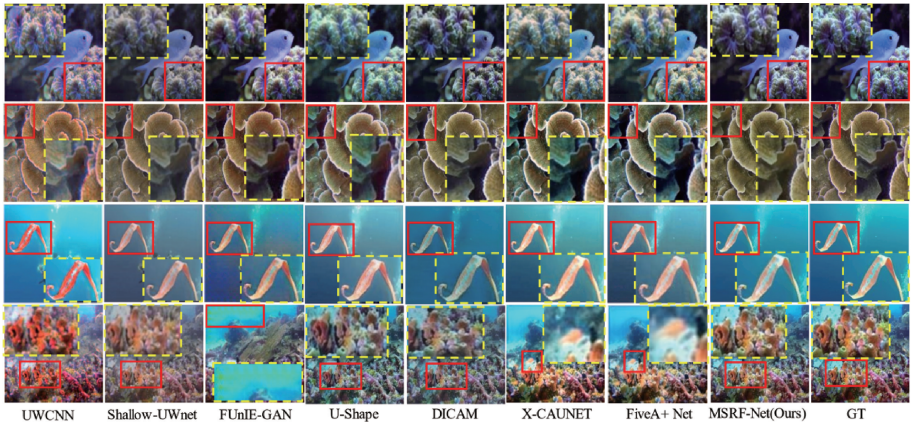 UWCNN Shallow-UWnet FUnIE-GAN U-Shape DICAM X-CAUNET FiveA+ Net MSRF-Net(Ours) GT